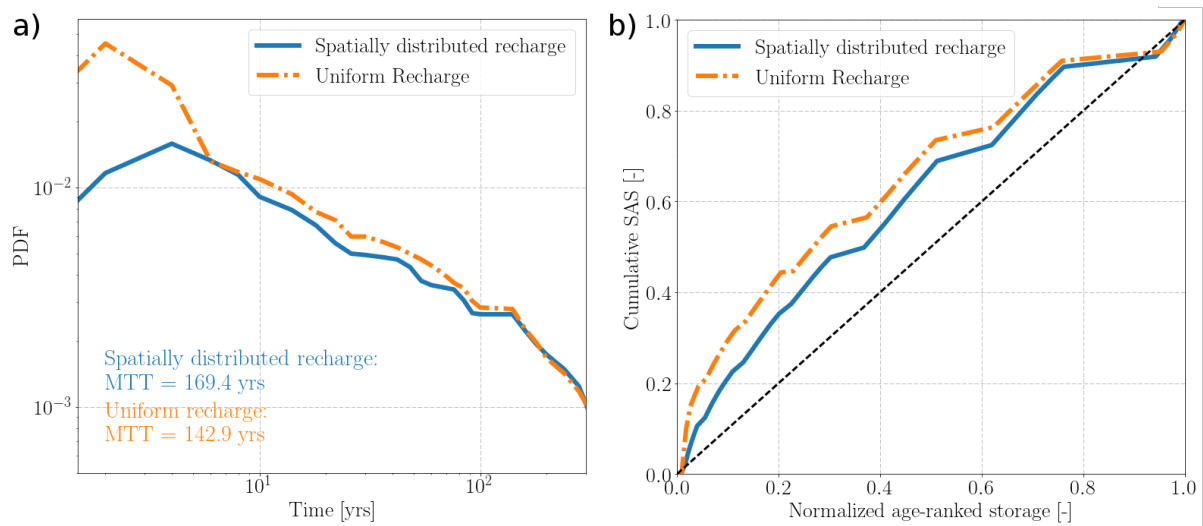 a)
Spatially distributed recharge
Uniform Recharge
10⁻²
10⁻³
PDF
Spatially distributed recharge:
MTT = 169.4 yrs
Uniform recharge:
MTT = 142.9 yrs
10¹
10²
Time [yrs]
b)
Spatially distributed recharge
Uniform Recharge
1.0
0.8
0.6
0.4
0.2
0.0
Cumulative SAS [-]
0.0
0.2
0.4
0.6
0.8
1.0
Normalized age-ranked storage [-]